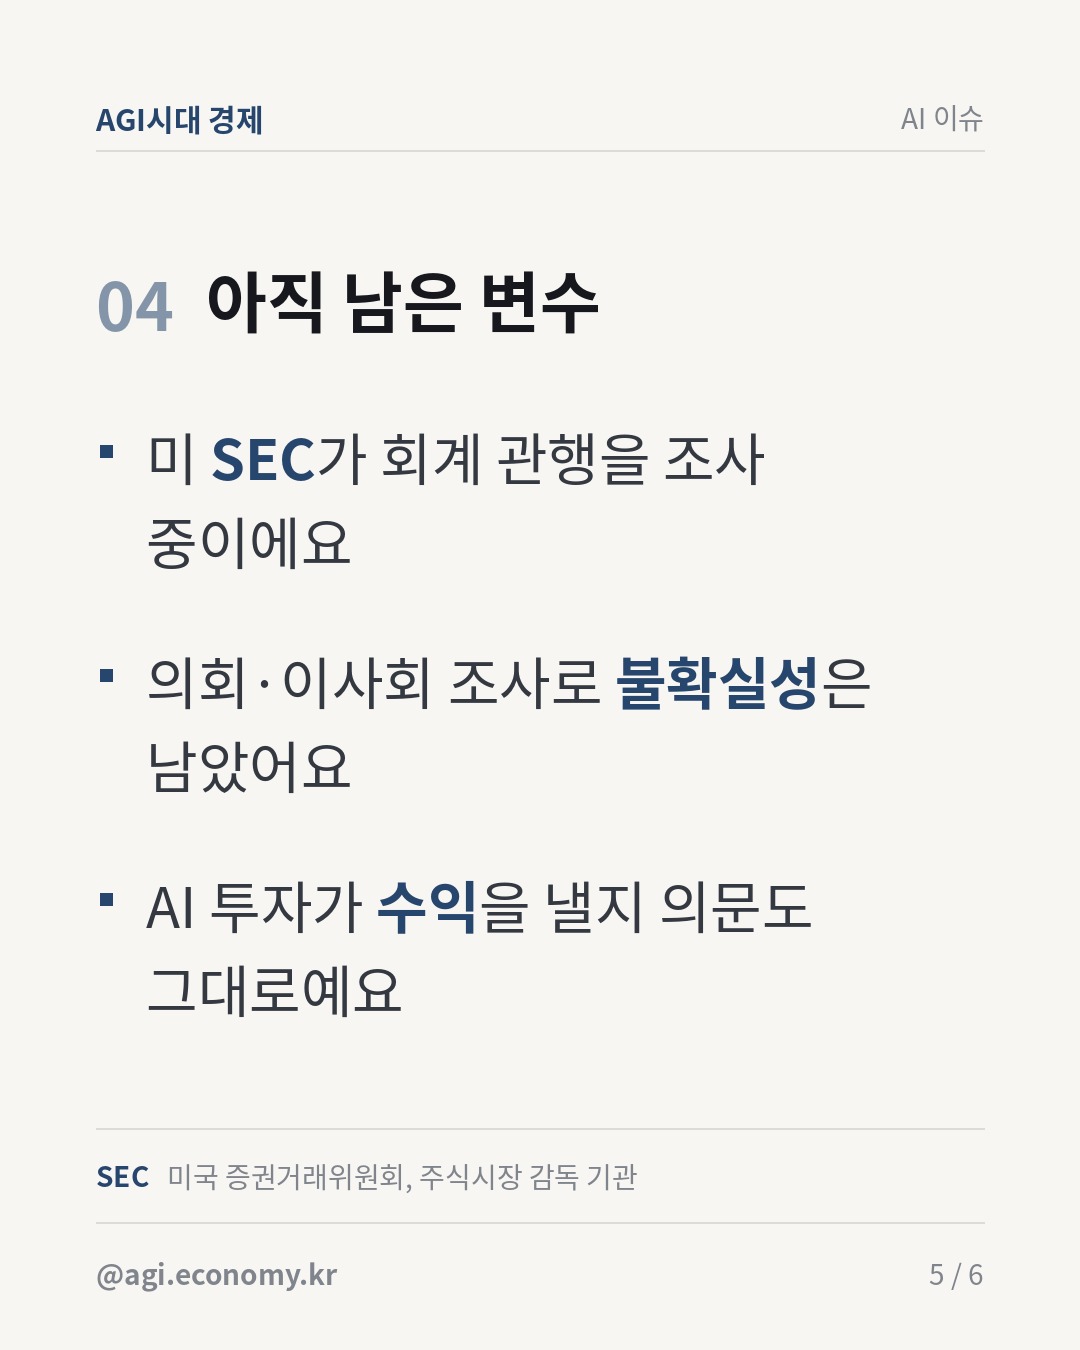 AGI시대 경제
AI 이슈
04 아직 남은 변수
▪ 미 SEC가 회계 관행을 조사
중이에요
▪ 의회·이사회 조사로 불확실성은
남았어요
▪ AI 투자가 수익을 낼지 의문도
그대로예요
SEC 미국 증권거래위원회, 주식시장 감독 기관
@agi.economy.kr
5 / 6